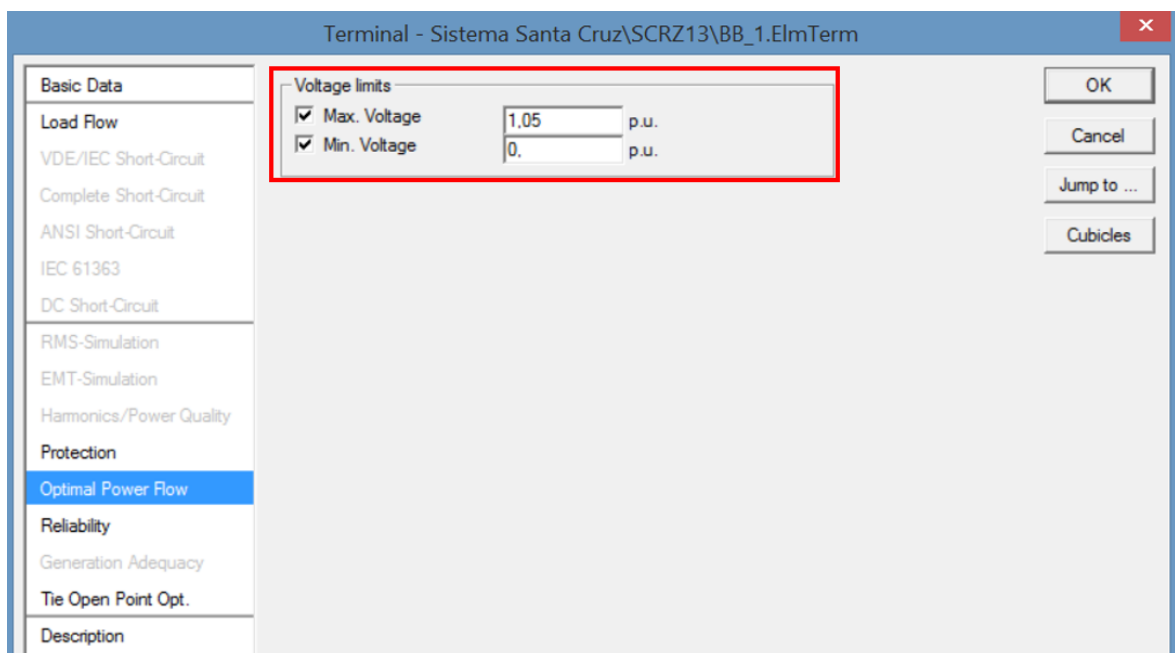 Terminal - Sistema Santa Cruz\SCRZ13\BB_1.ElmTerm
Basic Data
Load Flow
VDE/IEC Short-Circuit
Complete Short-Circuit
ANSI Short-Circuit
IEC 61363
DC Short-Circuit
RMS-Simulation
EMT-Simulation
Harmonics/Power Quality
Protection
Optimal Power Flow
Reliability
Generation Adequacy
Tie Open Point Opt.
Description
Voltage limits
Max. Voltage 1,05 p.u.
Min. Voltage 0, p.u.
OK
Cancel
Jump to ...
Cubicles